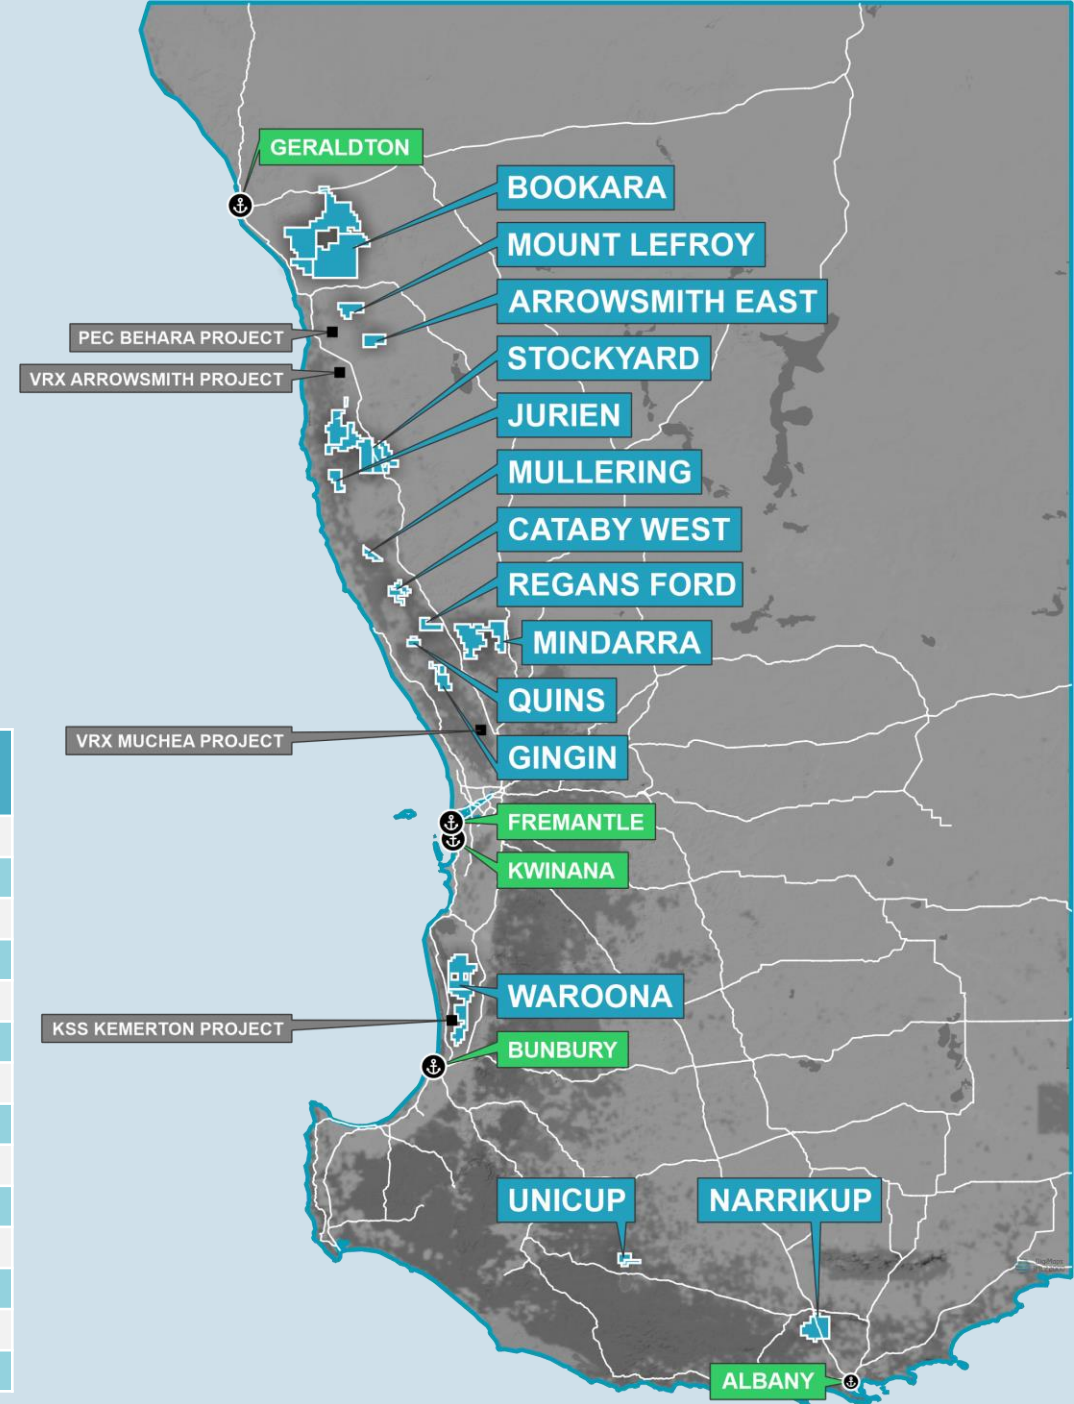 GERALDTON
BOOKARA
MOUNT LEFROY
ARROWSMITH EAST
PEC BEHARA PROJECT
STOCKYARD
VRX ARROWSMITH PROJECT
JURIEN
MULLERING
CATABY WEST
REGANS FORD
MINDARRA
QUINS
VRX MUCHEA PROJECT
GINGIN
FREMANTLE
KWINANA
WAROONA
KSS KEMERTON PROJECT
BUNBURY
UNICUP
NARRIKUP
ALBANY